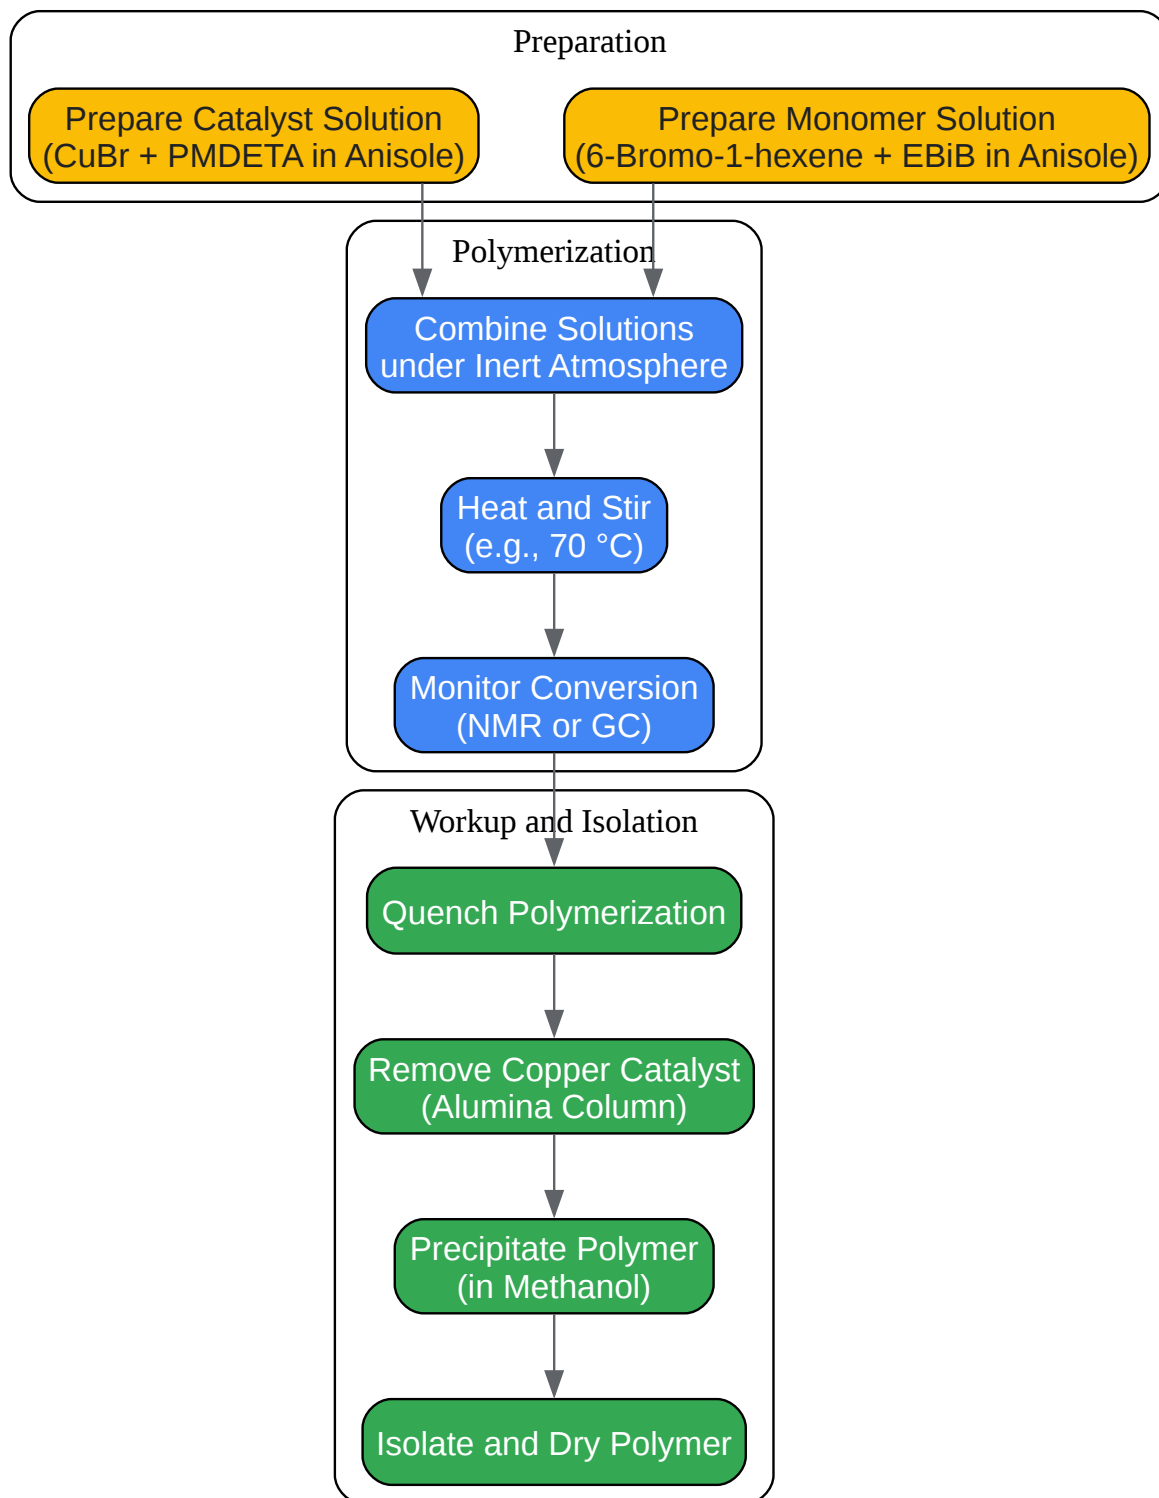 Preparation
Prepare Catalyst Solution
(CuBr + PMDETA in Anisole)
Prepare Monomer Solution
(6-Bromo-1-hexene + EBiB in Anisole)
Polymerization
Combine Solutions
under Inert Atmosphere
Heat and Stir
(e.g., 70 °C)
Monitor Conversion
(NMR or GC)
Workup and Isolation
Quench Polymerization
Remove Copper Catalyst
(Alumina Column)
Precipitate Polymer
(in Methanol)
Isolate and Dry Polymer